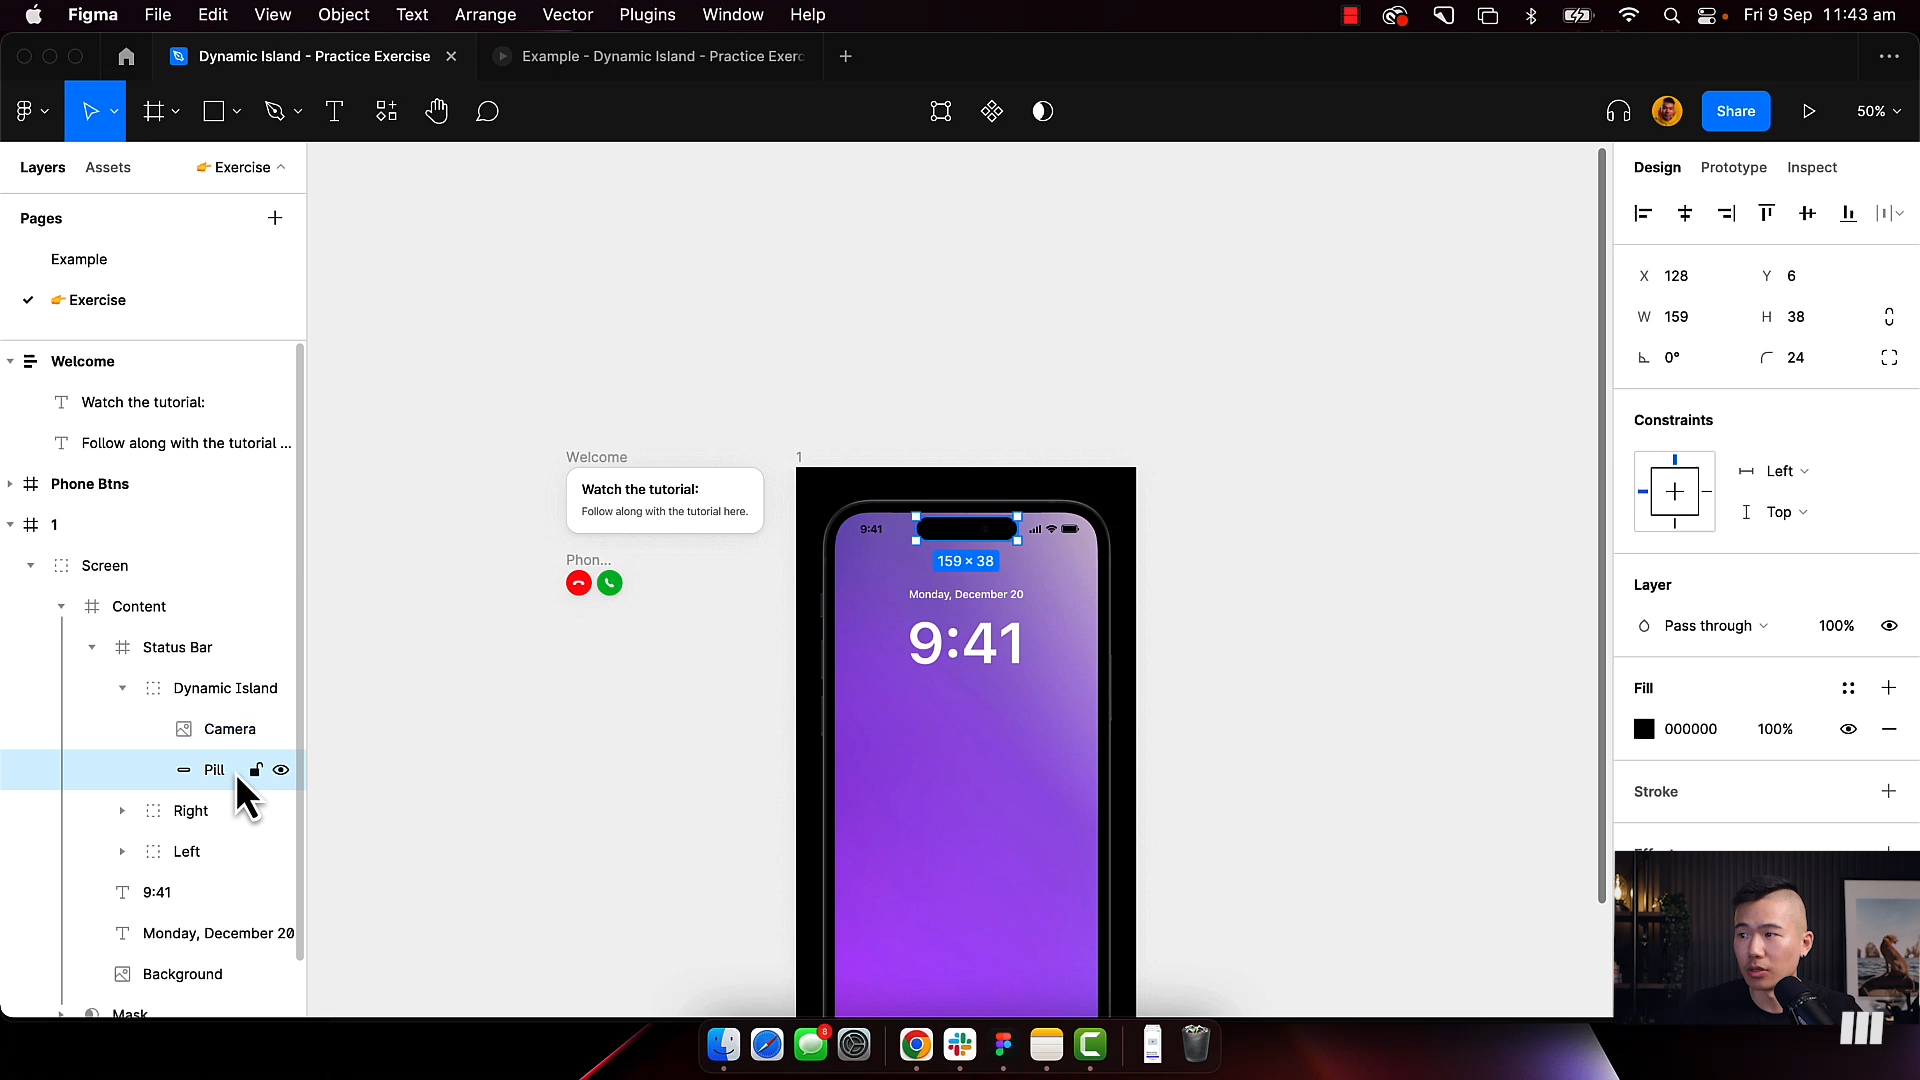 Figma File Edit View Object Text Arrange Vector Plugins Window Help Fri 9 Sep 11:43 am
Dynamic Island - Practice Exercise Example - Dynamic Island - Practice Exerc
Share 50%
Layers Assets 👉 Exercise
Pages
Example
👉 Exercise
Welcome
Watch the tutorial:
Follow along with the tutorial ...
Phone Btns
1
Screen
Content
Status Bar
Dynamic Island
Camera
Pill
Right
Left
9:41
Monday, December 20
Background
Mask
Welcome
Watch the tutorial:
Follow along with the tutorial here.
Phon...
1
9:41
159 × 38
Monday, December 20
9:41
Design Prototype Inspect
X 128 Y 6
W 159 H 38
0° 24
Constraints
Left
Top
Layer
Pass through 100%
Fill
000000 100%
Stroke
8